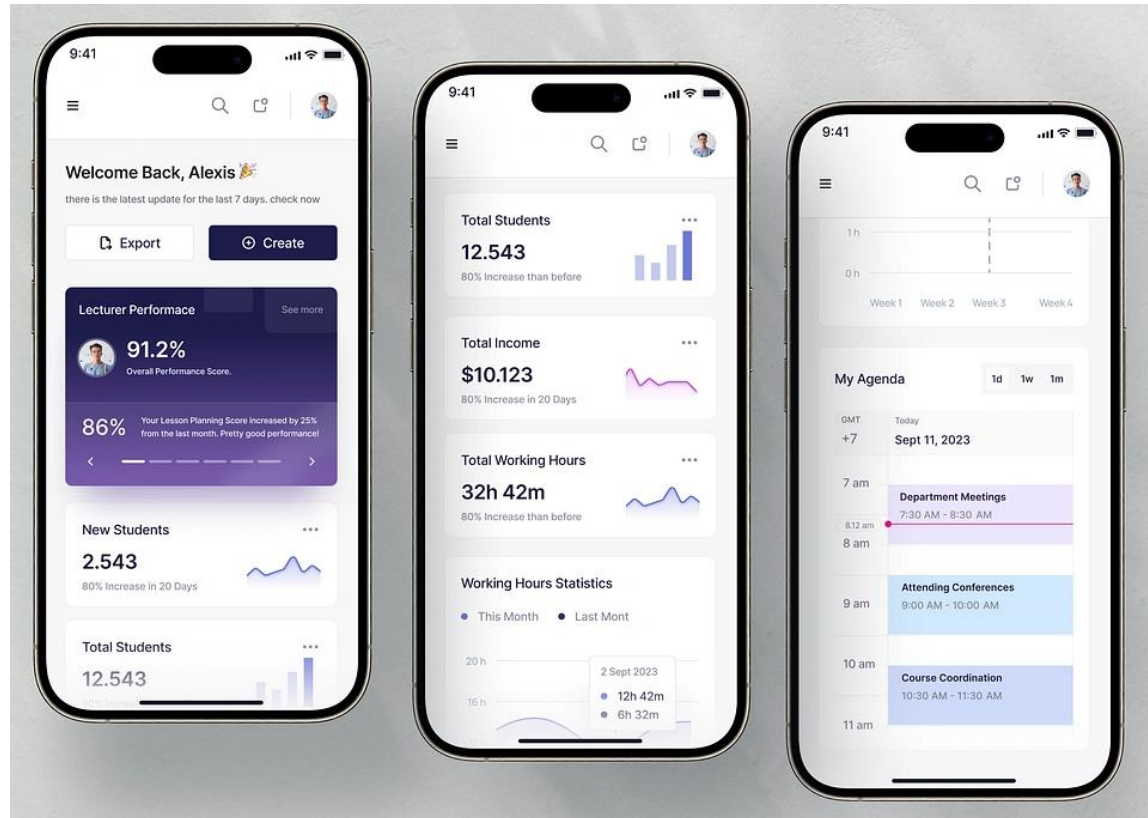 9:41
Welcome Back, Alexis 🎉
there is the latest update for the last 7 days. check now
Export
Create
Lecturer Performace
See more
91.2%
Overall Performance Score.
86%
Your Lesson Planning Score increased by 25%
from the last month. Pretty good performance!
New Students
2.543
80% Increase in 20 Days
Total Students
12.543
9:41
Total Students
12.543
80% Increase than before
Total Income
$10.123
80% Increase in 20 Days
Total Working Hours
32h 42m
80% Increase than before
Working Hours Statistics
This Month
Last Mont
20 h
2 Sept 2023
12h 42m
16 h
6h 32m
9:41
1 h
0 h
Week 1 Week 2 Week 3 Week 4
My Agenda
1d 1w 1m
GMT
+7
Today
Sept 11, 2023
7 am
Department Meetings
7:30 AM - 8:30 AM
8.12 am
8 am
Attending Conferences
9 am
9:00 AM - 10:00 AM
10 am
Course Coordination
10:30 AM - 11:30 AM
11 am